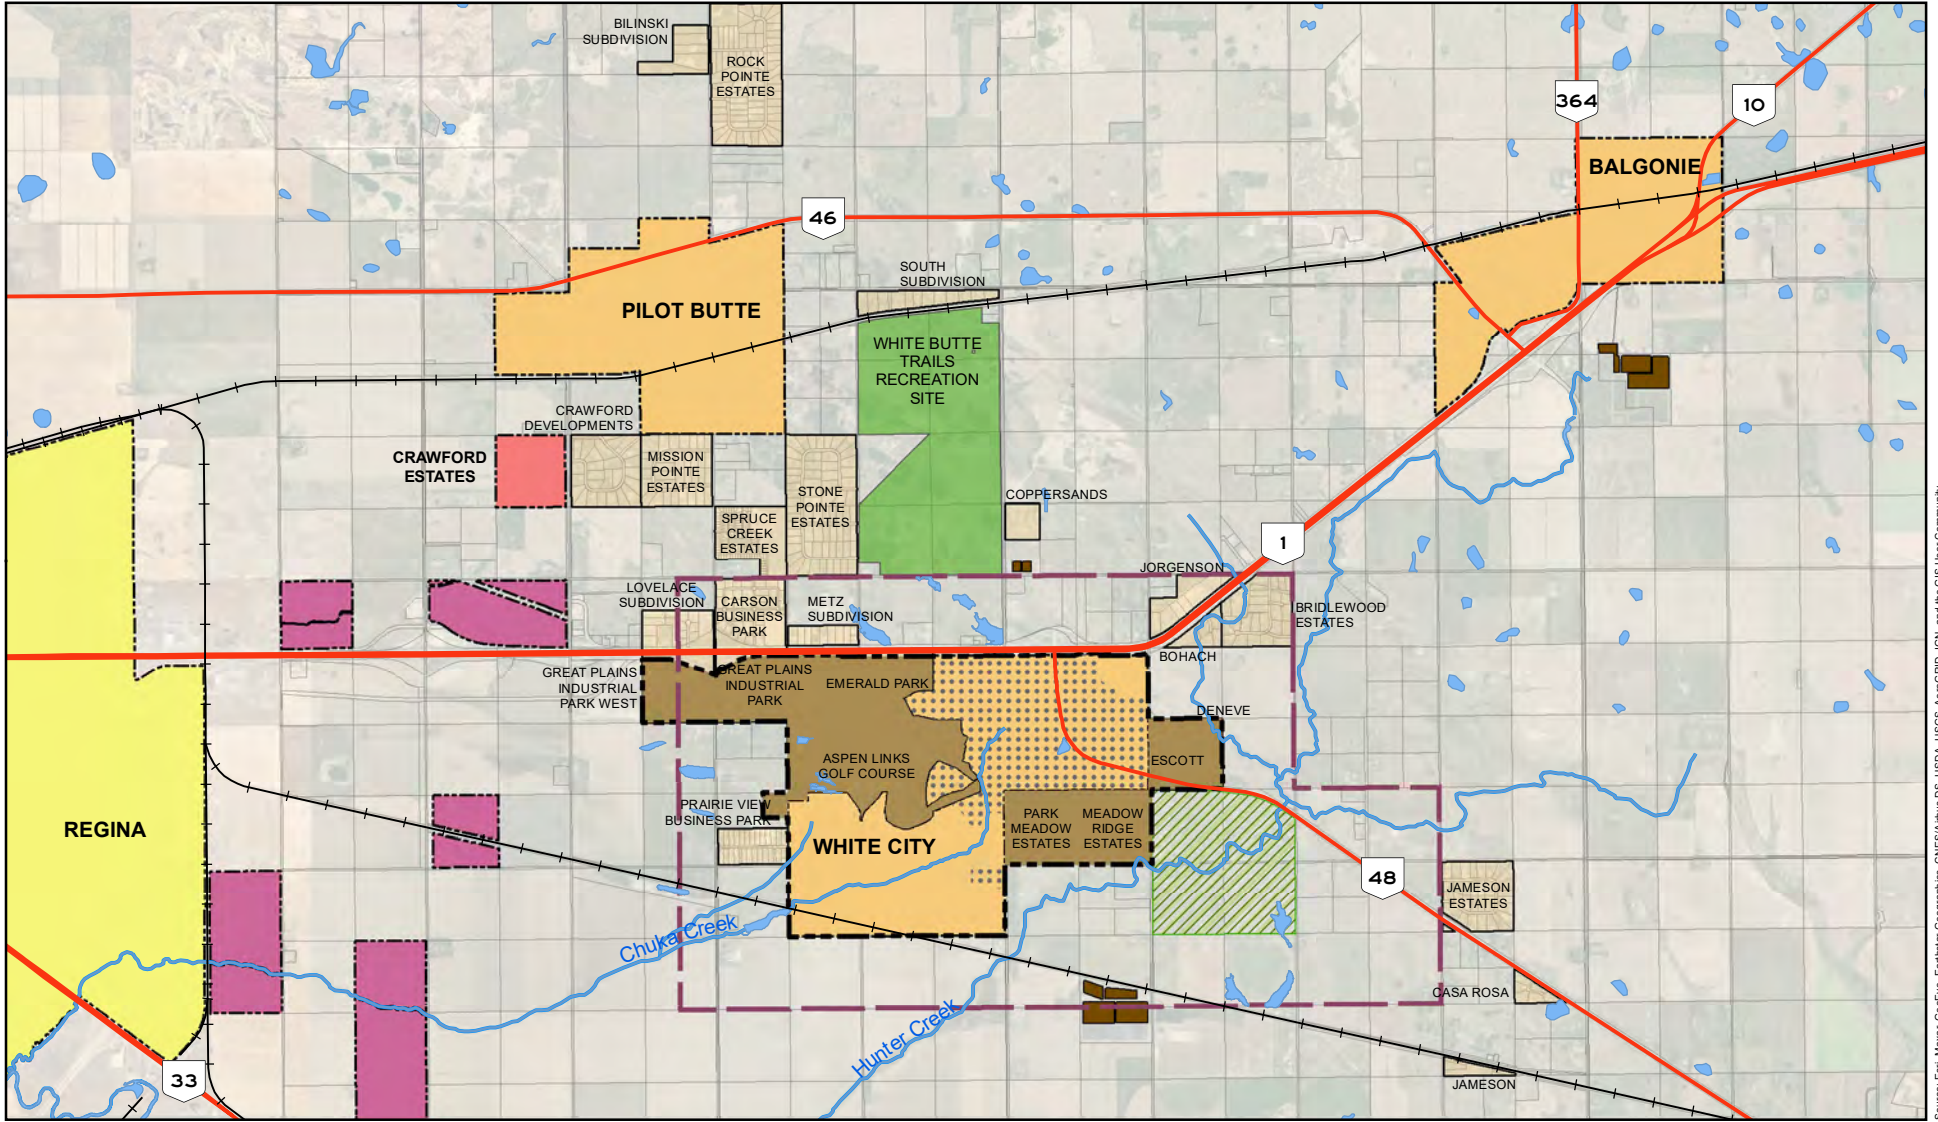 BILINSKI
SUBDIVISION
ROCK
POINTE
ESTATES
364
10
BALGONIE
46
SOUTH
SUBDIVISION
PILOT BUTTE
WHITE BUTTE
TRAILS
RECREATION
SITE
CRAWFORD
DEVELOPMENTS
CRAWFORD
ESTATES
MISSION
POINTE
ESTATES
STONE
POINTE
ESTATES
SPRUCE
CREEK
ESTATES
COPPERSANDS
1
JORGENSON
LOVELACE
SUBDIVISION
CARSON
BUSINESS
PARK
METZ
SUBDIVISION
BRIDLEWOOD
ESTATES
BOHACH
GREAT PLAINS
INDUSTRIAL
PARK WEST
GREAT PLAINS
INDUSTRIAL
PARK
EMERALD PARK
DENEVE
ASPEN LINKS
GOLF COURSE
ESCOTT
PRAIRIE VIEW
BUSINESS PARK
REGINA
WHITE CITY
PARK
MEADOW
ESTATES
MEADOW
RIDGE
ESTATES
48
JAMESON
ESTATES
Chuka Creek
CASA ROSA
Hunter Creek
33
JAMESON